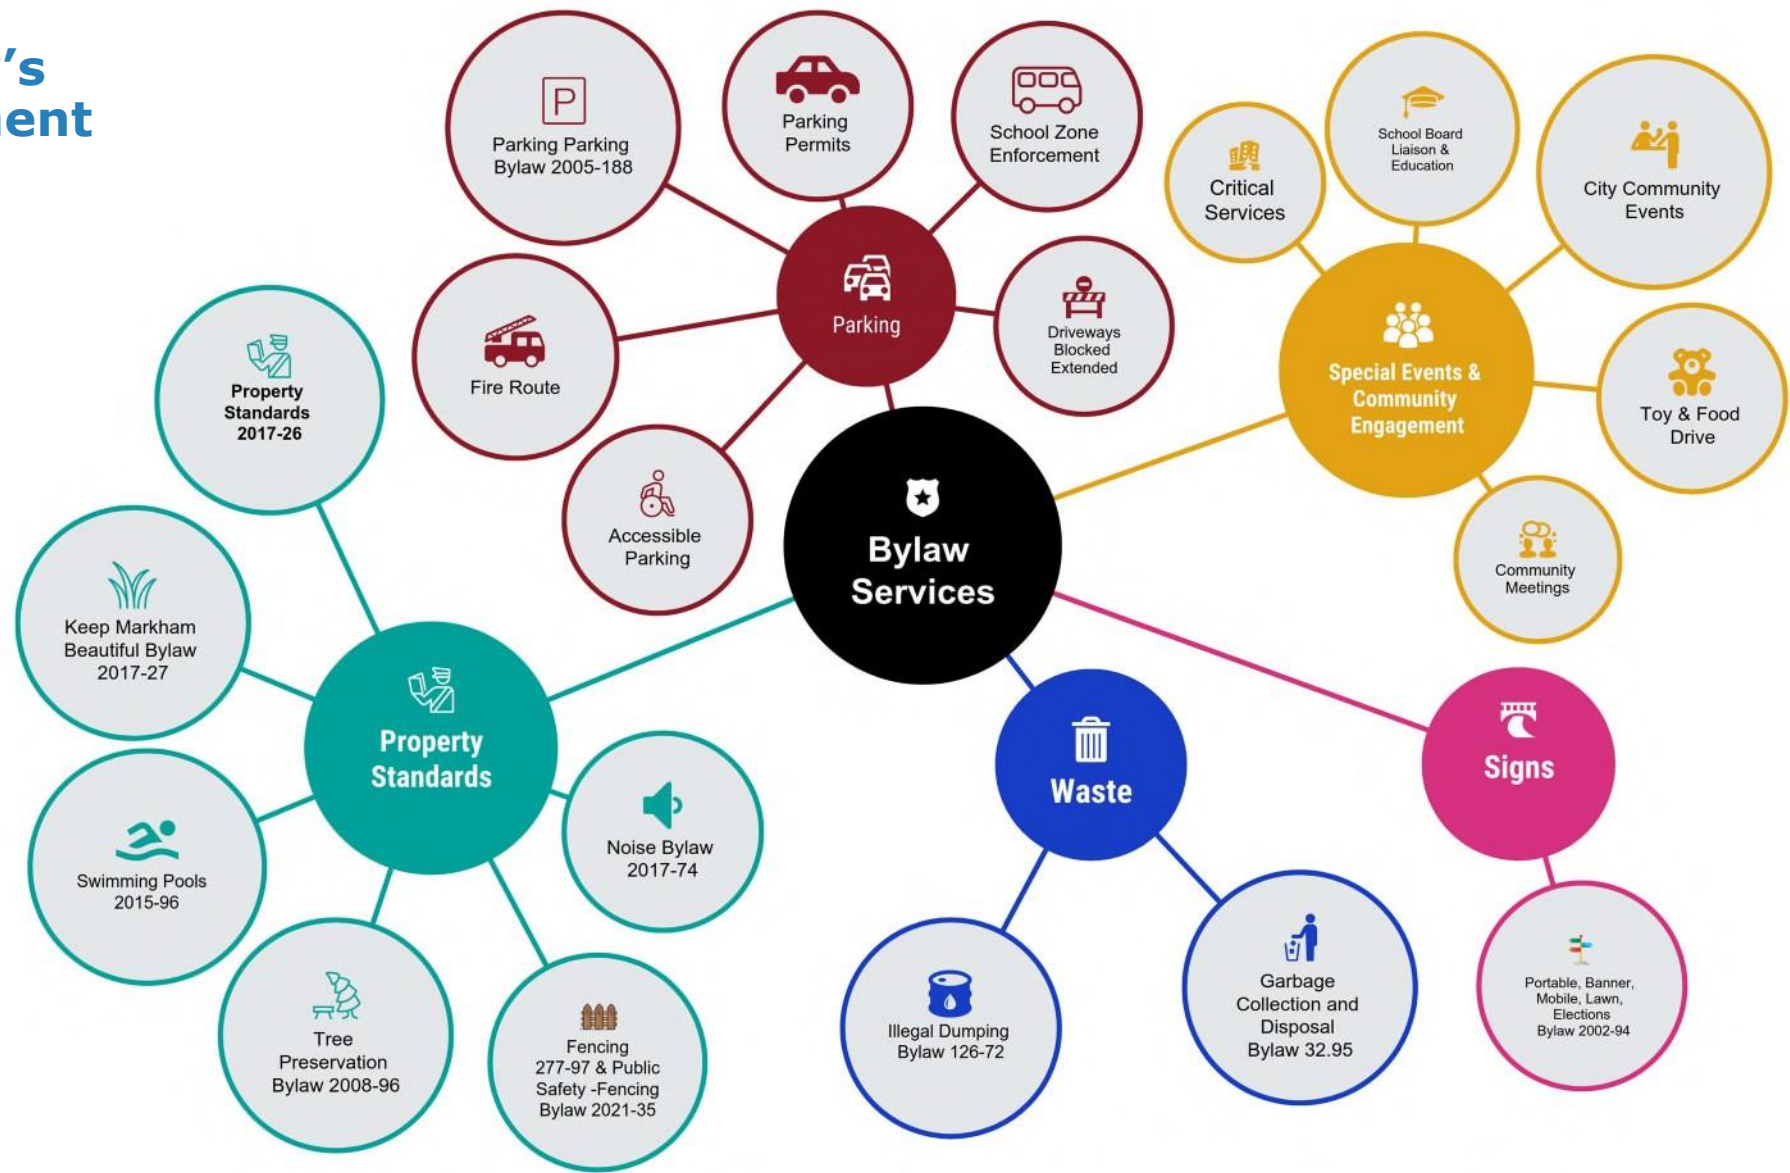 's
ent
P
Parking Parking
Bylaw 2005-188
Parking
Permits
School Zone
Enforcement
Fire Route
Parking
Driveways
Blocked
Extended
Accessible
Parking
Critical
Services
School Board
Liaison &
Education
City Community
Events
Special Events &
Community
Engagement
Toy & Food
Drive
Community
Meetings
Bylaw
Services
Property
Standards
2017-26
Keep Markham
Beautiful Bylaw
2017-27
Property
Standards
Swimming Pools
2015-96
Noise Bylaw
2017-74
Tree
Preservation
Bylaw 2008-96
Fencing
277-97 & Public
Safety -Fencing
Bylaw 2021-35
Waste
Illegal Dumping
Bylaw 126-72
Garbage
Collection and
Disposal
Bylaw 32.95
Signs
Portable, Banner,
Mobile, Lawn,
Elections
Bylaw 2002-94